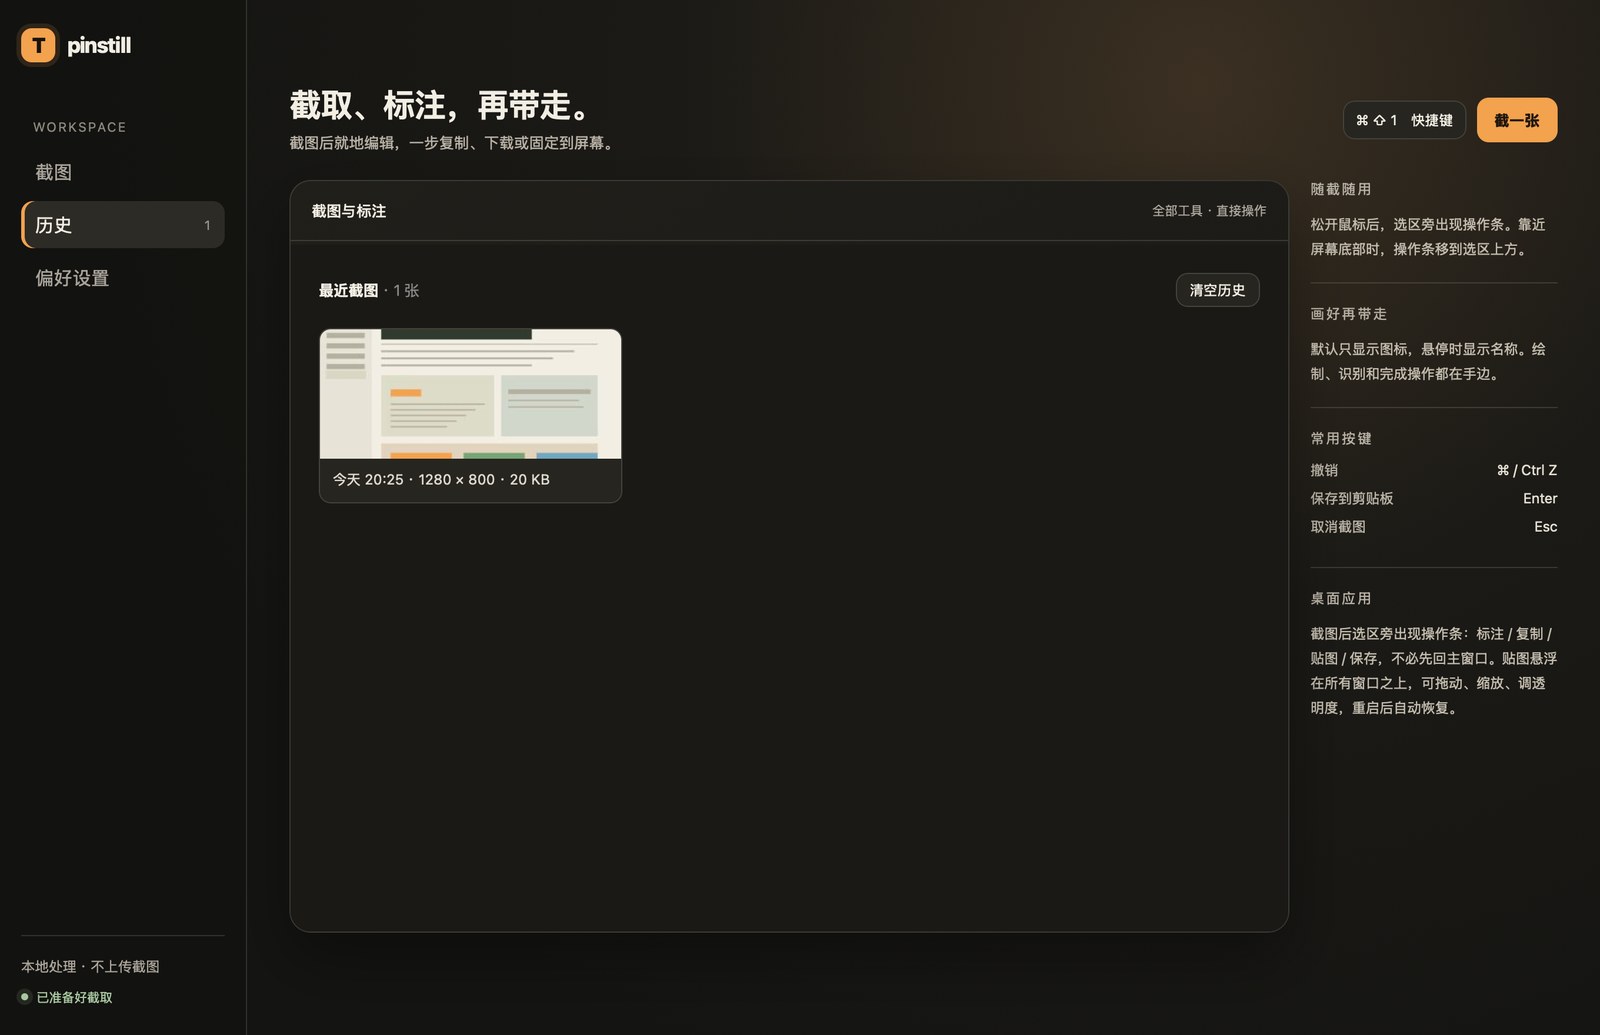 T pinstill
WORKSPACE
截图
历史 1
偏好设置
本地处理 · 不上传截图
已准备好截取
截取、标注，再带走。
截图后就地编辑，一步复制、下载或固定到屏幕。
⌘⇧1 快捷键
截一张
截图与标注
全部工具 · 直接操作
最近截图 · 1 张
清空历史
今天 20:25 · 1280 × 800 · 20 KB
随截随用
松开鼠标后，选区旁出现操作条。靠近
屏幕底部时，操作条移到选区上方。
画好再带走
默认只显示图标，悬停时显示名称。绘
制、识别和完成操作都在手边。
常用按键
撤销 ⌘ / Ctrl Z
保存到剪贴板 Enter
取消截图 Esc
桌面应用
截图后选区旁出现操作条：标注 / 复制 /
贴图 / 保存，不必先回主窗口。贴图悬浮
在所有窗口之上，可拖动、缩放、调透
明度，重启后自动恢复。